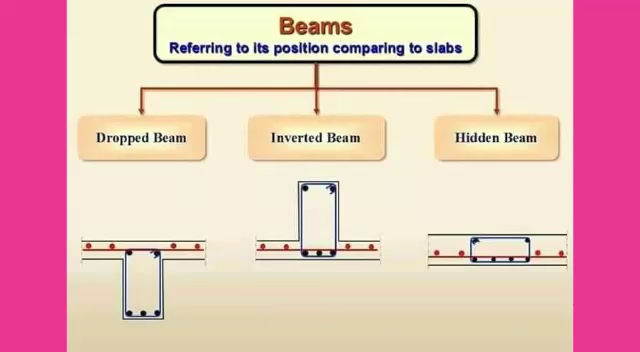 Beams
Referring to its position comparing to slabs
Dropped Beam
Inverted Beam
Hidden Beam